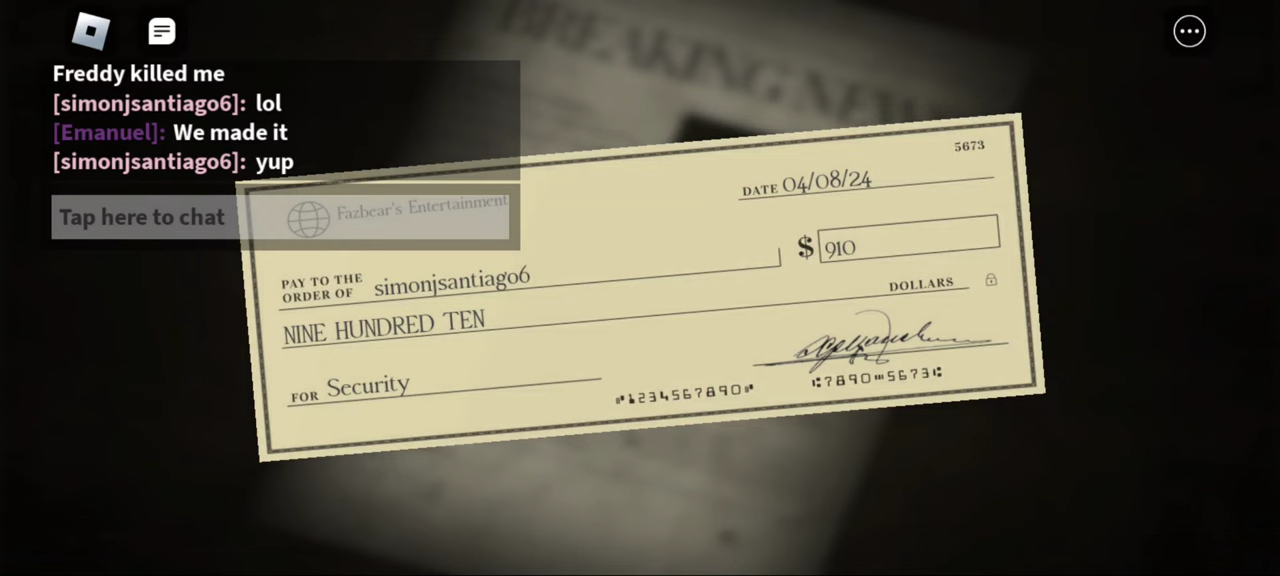 BREAKING NEWS
Freddy killed me
[simonjsantiago6]: lol
[Emanuel]: We made it
[simonjsantiago6]: yup
Tap here to chat
5673
DATE 04/08/24
Fazbear's Entertainment
$ 910
PAY TO THE
ORDER OF simonjsantiago6
DOLLARS
NINE HUNDRED TEN
FOR Security
⑈1234567890⑈ ⑆7890⑉5673⑆